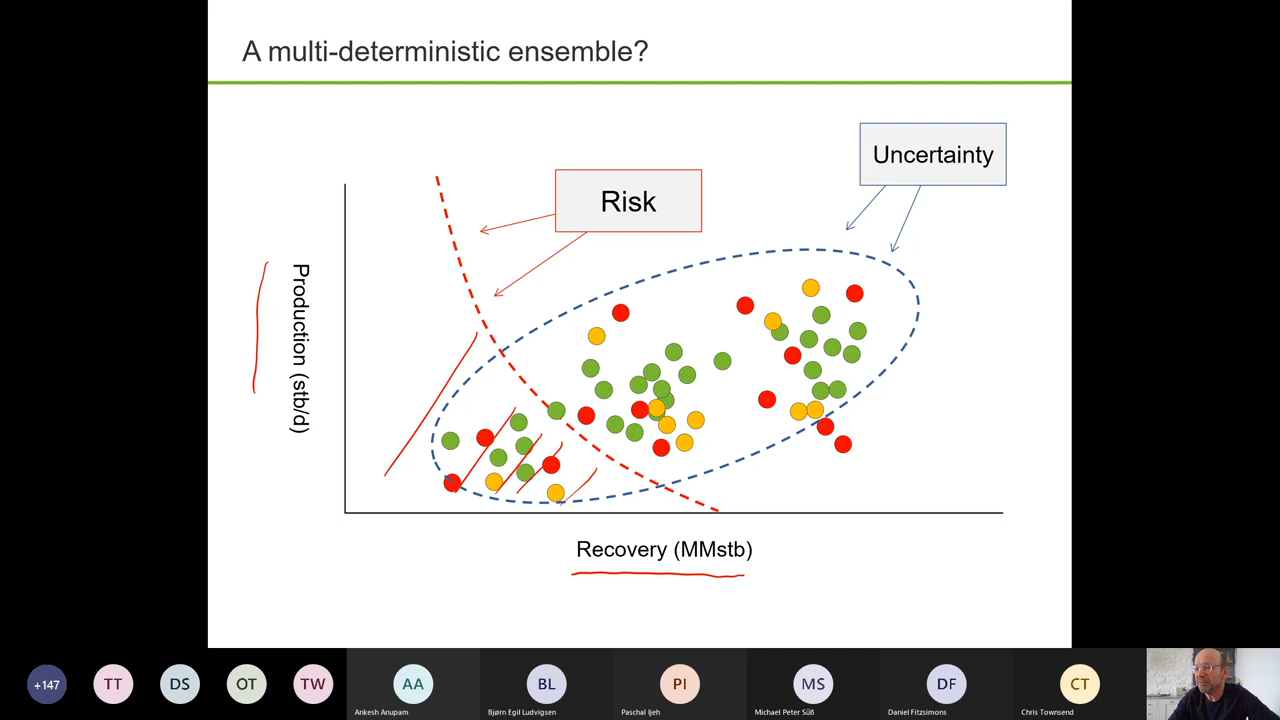 A multi-deterministic ensemble?
Uncertainty
Risk
Production (stb/d)
Recovery (MMstb)
+147
TT
DS
OT
TW
AA
BL
PI
MS
DF
CT
Ankesh Anupam
Bjørn Egil Ludvigsen
Paschal Ijeh
Michael Peter Süß
Daniel Fitzsimons
Chris Townsend